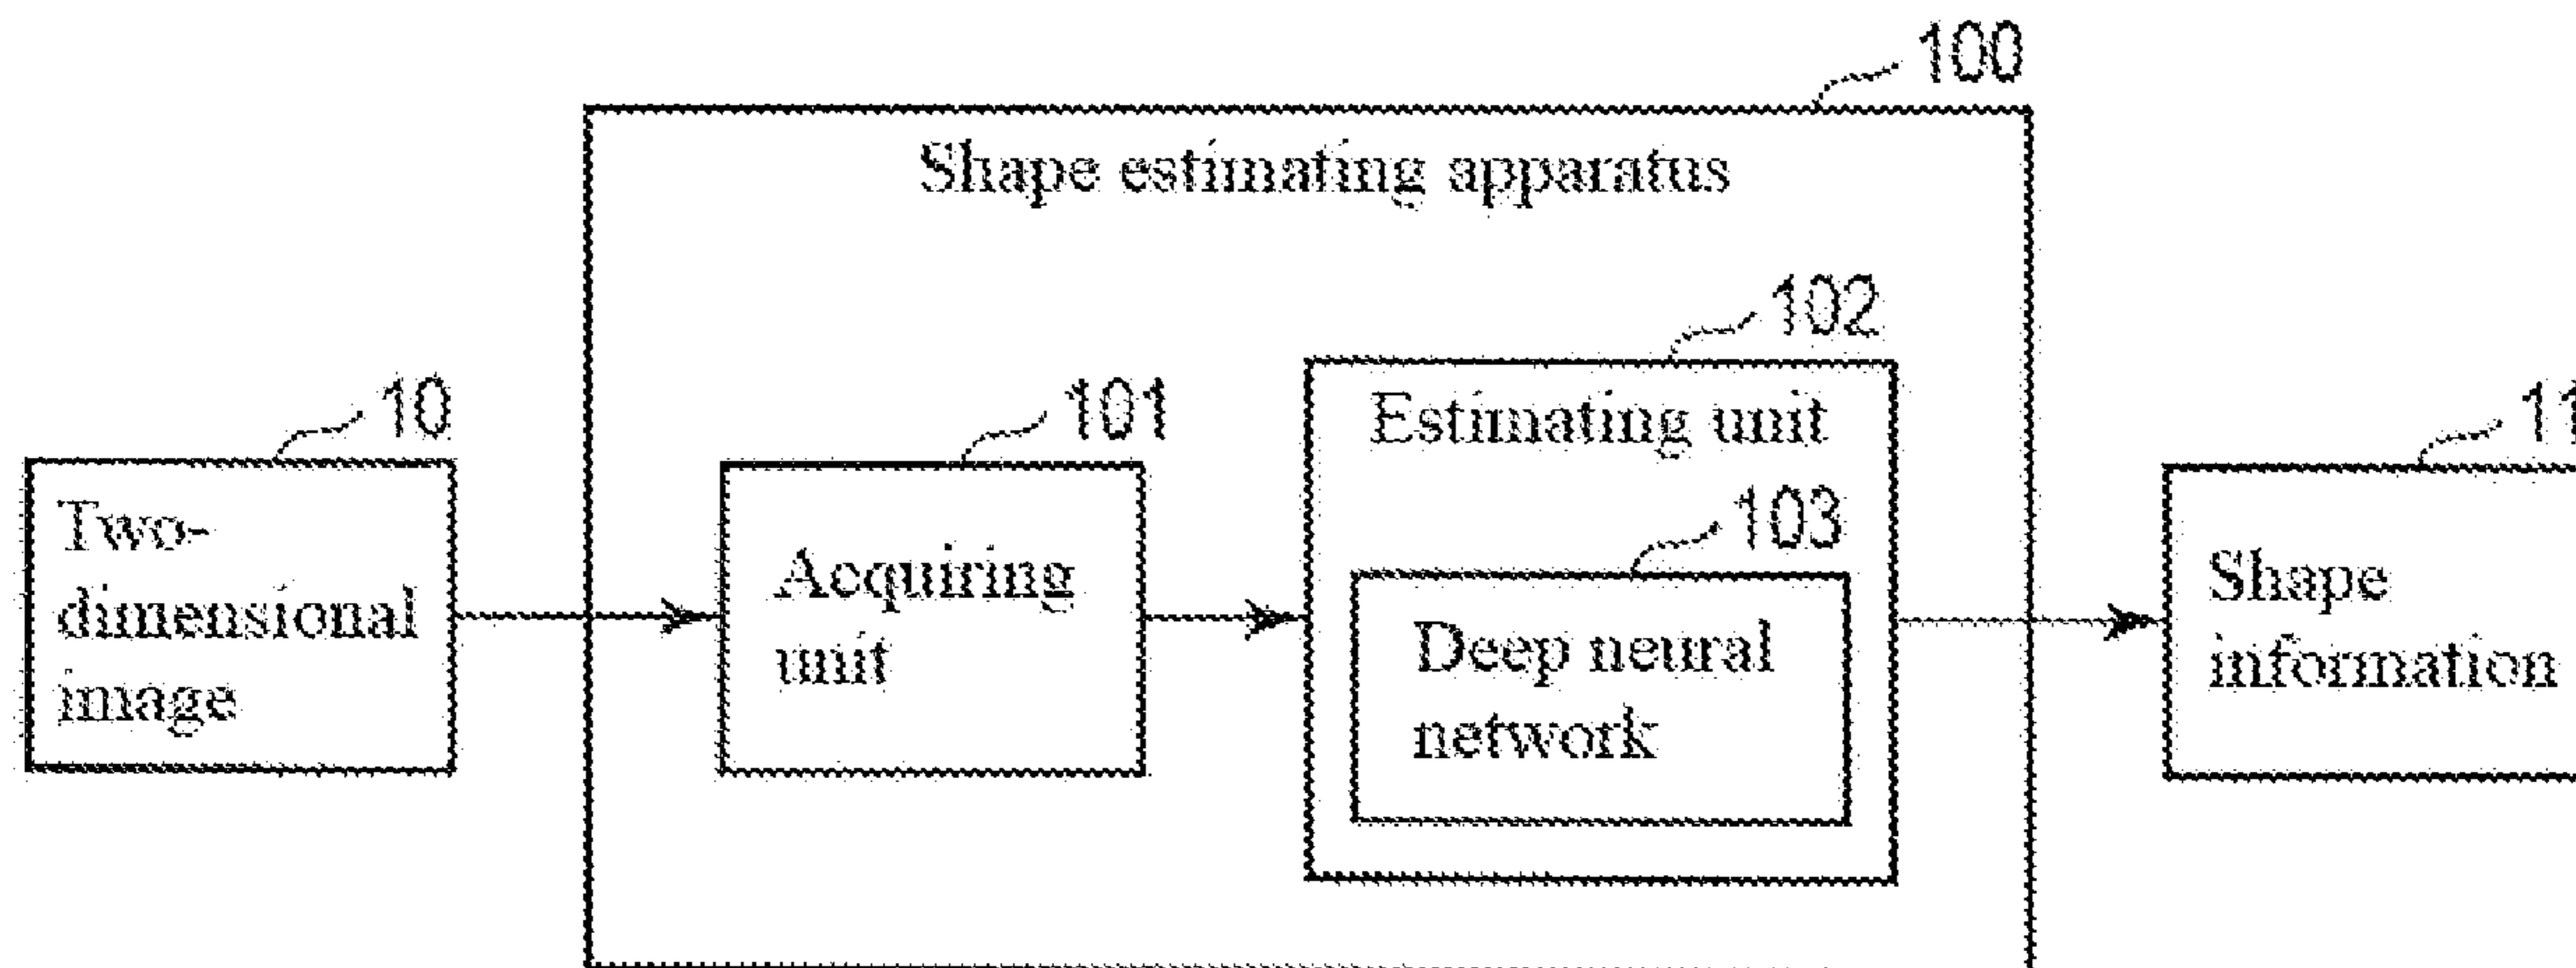 100
Shape estimating apparatus
102
10
101
Estimating unit
11
Two-
dimensional
image
Acquiring
unit
103
Deep neural
network
Shape
information